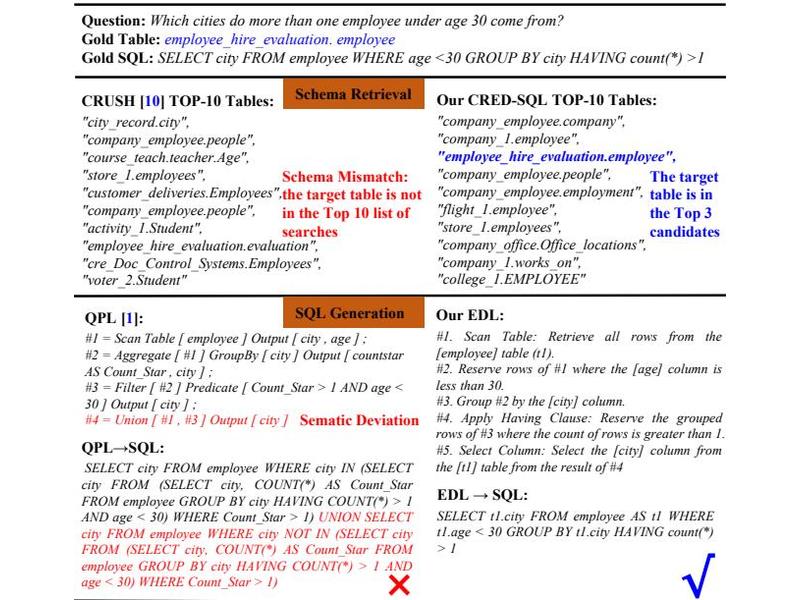 Question: Which cities do more than one employee under age 30 come from?
Gold Table: employee_hire_evaluation. employee
Gold SQL: SELECT city FROM employee WHERE age <30 GROUP BY city HAVING count(*) >1
Schema Retrieval
CRUSH [10] TOP-10 Tables:
"city_record.city",
"company_employee.people",
"course_teach.teacher.Age",
"store_1.employees",
"customer_deliveries.Employees",
"company_employee.people",
"activity_1.Student",
"employee_hire_evaluation.evaluation",
"cre_Doc_Control_Systems.Employees",
"voter_2.Student"
Schema Mismatch:
the target table is not
in the Top 10 list of
searches
Our CRED-SQL TOP-10 Tables:
"company_employee.company",
"company_1.employee",
"employee_hire_evaluation.employee",
"company_employee.people",
"company_employee.employment",
"flight_1.employee",
"store_1.employees",
"company_office.Office_locations",
"company_1.works_on",
"college_1.EMPLOYEE"
The target
table is in
the Top 3
candidates
SQL Generation
QPL [1]:
#1 = Scan Table [ employee ] Output [ city , age ] ;
#2 = Aggregate [ #1 ] GroupBy [ city ] Output [ countstar
AS Count_Star , city ] ;
#3 = Filter [ #2 ] Predicate [ Count_Star > 1 AND age <
30 ] Output [ city ] ;
#4 = Union [ #1 , #3 ] Output [ city ] Sematic Deviation
QPL→SQL:
SELECT city FROM employee WHERE city IN (SELECT
city FROM (SELECT city, COUNT(*) AS Count_Star
FROM employee GROUP BY city HAVING COUNT(*) > 1
AND age < 30) WHERE Count_Star > 1) UNION SELECT
city FROM employee WHERE city NOT IN (SELECT city
FROM (SELECT city, COUNT(*) AS Count_Star FROM
employee GROUP BY city HAVING COUNT(*) > 1 AND
age < 30) WHERE Count_Star > 1)
Our EDL:
#1. Scan Table: Retrieve all rows from the
[employee] table (t1).
#2. Reserve rows of #1 where the [age] column is
less than 30.
#3. Group #2 by the [city] column.
#4. Apply Having Clause: Reserve the grouped
rows of #3 where the count of rows is greater than 1.
#5. Select Column: Select the [city] column from
the [t1] table from the result of #4
EDL → SQL:
SELECT t1.city FROM employee AS t1 WHERE
t1.age < 30 GROUP BY t1.city HAVING count(*)
> 1